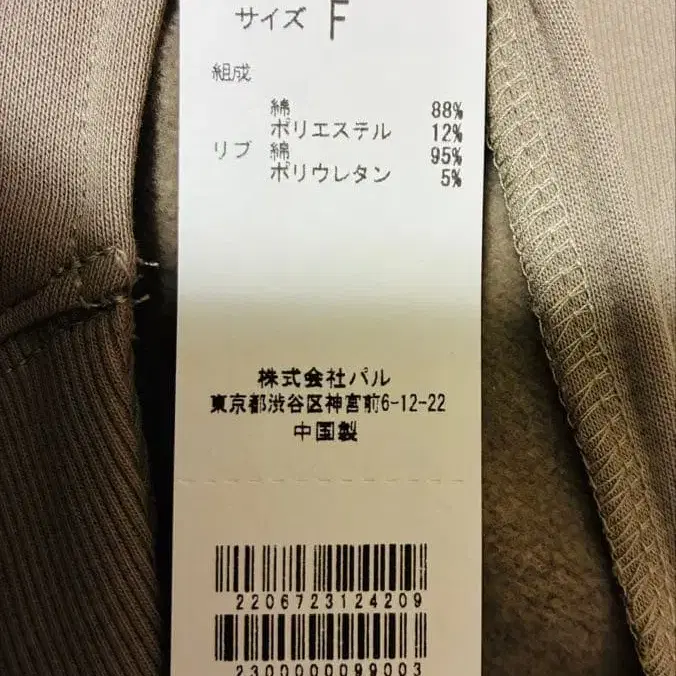 サイズ F
組成
綿 88%
ポリエステル 12%
リブ 綿 95%
ポリウレタン 5%
株式会社パル
東京都渋谷区神宮前6-12-22
中国製
2206723124209
2300000099003